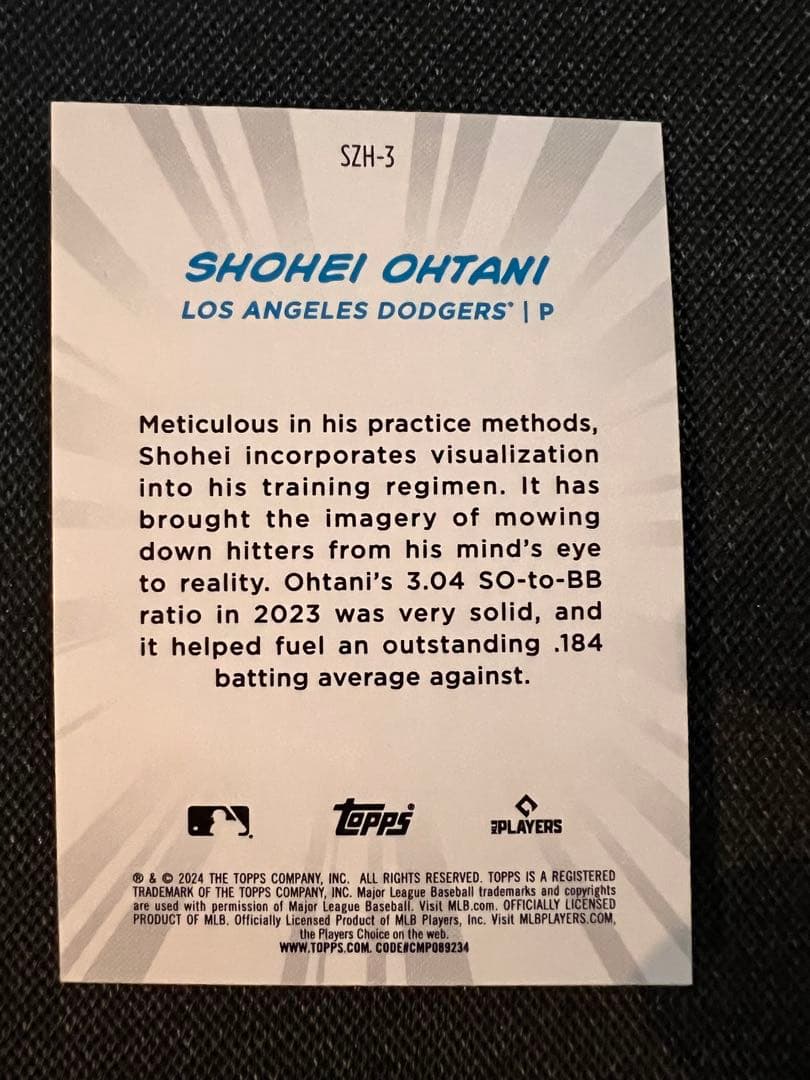 SZH-3
SHOHEI OHTANI
LOS ANGELES DODGERS® | P
Meticulous in his practice methods,
Shohei incorporates visualization
into his training regimen. It has
brought the imagery of mowing
down hitters from his mind's eye
to reality. Ohtani's 3.04 SO-to-BB
ratio in 2023 was very solid, and
it helped fuel an outstanding .184
batting average against.
Topps
MLB PLAYERS
® & © 2024 THE TOPPS COMPANY, INC. ALL RIGHTS RESERVED. TOPPS IS A REGISTERED
TRADEMARK OF THE TOPPS COMPANY, INC. Major League Baseball trademarks and copyrights
are used with permission of Major League Baseball. Visit MLB.com. OFFICIALLY LICENSED
PRODUCT OF MLB. Officially Licensed Product of MLB Players, Inc. Visit MLBPLAYERS.COM,
the Players Choice on the web.
WWW.TOPPS.COM. CODE#CMP089234